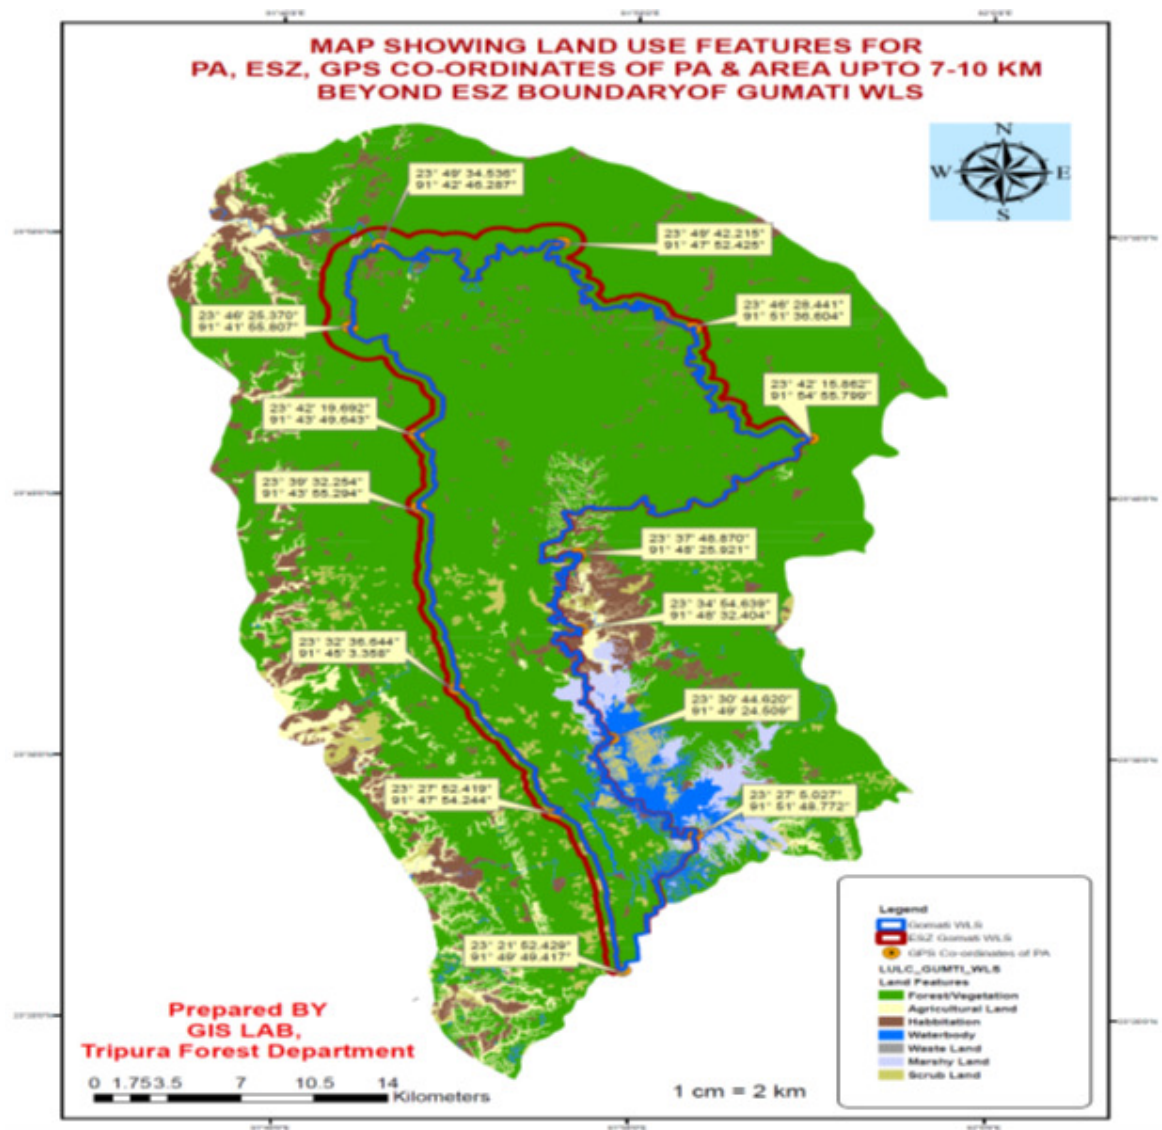 MAP SHOWING LAND USE FEATURES FOR
PA, ESZ, GPS CO-ORDINATES OF PA & AREA UPTO 7-10 KM
BEYOND ESZ BOUNDARYOF GUMATI WLS
N
W E
S
23° 49' 34.536"
91° 42' 46.287"
23° 49' 42.215"
91° 47' 52.425"
23° 46' 28.441"
91° 51' 36.604"
23° 46' 25.370"
91° 41' 55.807"
23° 42' 15.862"
91° 54' 55.799"
23° 42' 19.692"
91° 43' 49.643"
23° 39' 32.254"
91° 43' 55.294"
23° 37' 48.870"
91° 48' 25.921"
23° 34' 54.639"
91° 48' 32.404"
23° 32' 36.644"
91° 45' 3.358"
23° 30' 44.620"
91° 49' 24.509"
23° 27' 52.419"
91° 47' 54.244"
23° 27' 5.027"
91° 51' 48.772"
23° 21' 52.429"
91° 49' 49.417"
Legend
Gomati WLS
ESZ Gomati WLS
GPS Co-ordinates of PA
LULC_GUMTI_WLS
Land Features
Forest/Vegetation
Agricultural Land
Habbitation
Waterbody
Waste Land
Marshy Land
Scrub Land
Prepared BY
GIS LAB,
Tripura Forest Department
0 1.753.5 7 10.5 14
Kilometers
1 cm = 2 km